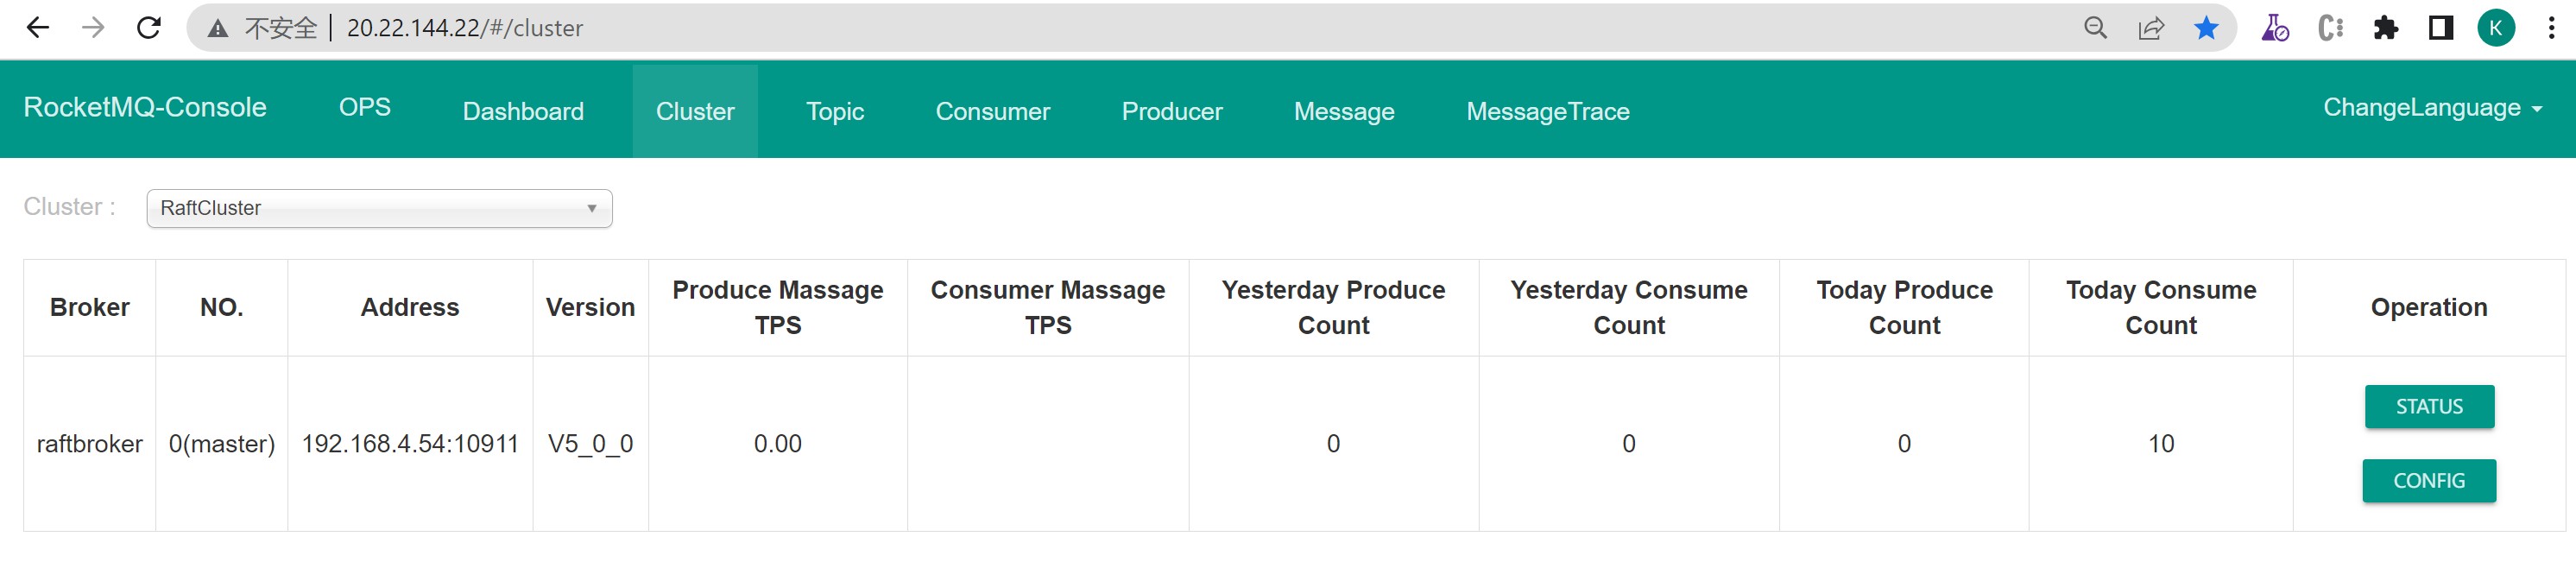 不安全 20.22.144.22/#/cluster K
RocketMQ-Console OPS Dashboard Cluster Topic Consumer Producer Message MessageTrace ChangeLanguage
Cluster : RaftCluster
Broker NO. Address Version Produce Massage TPS Consumer Massage TPS Yesterday Produce Count Yesterday Consume Count Today Produce Count Today Consume Count Operation
raftbroker 0(master) 192.168.4.54:10911 V5_0_0 0.00 0 0 0 10
STATUS
CONFIG